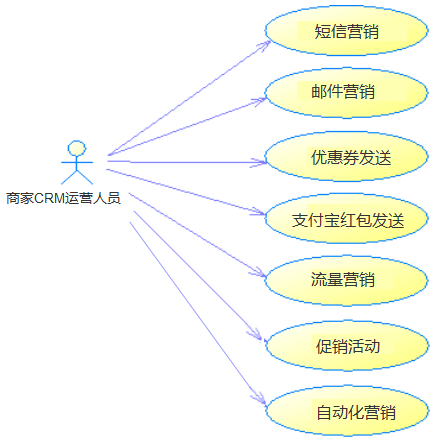 短信营销
邮件营销
优惠券发送
商家CRM运营人员
支付宝红包发送
流量营销
促销活动
自动化营销